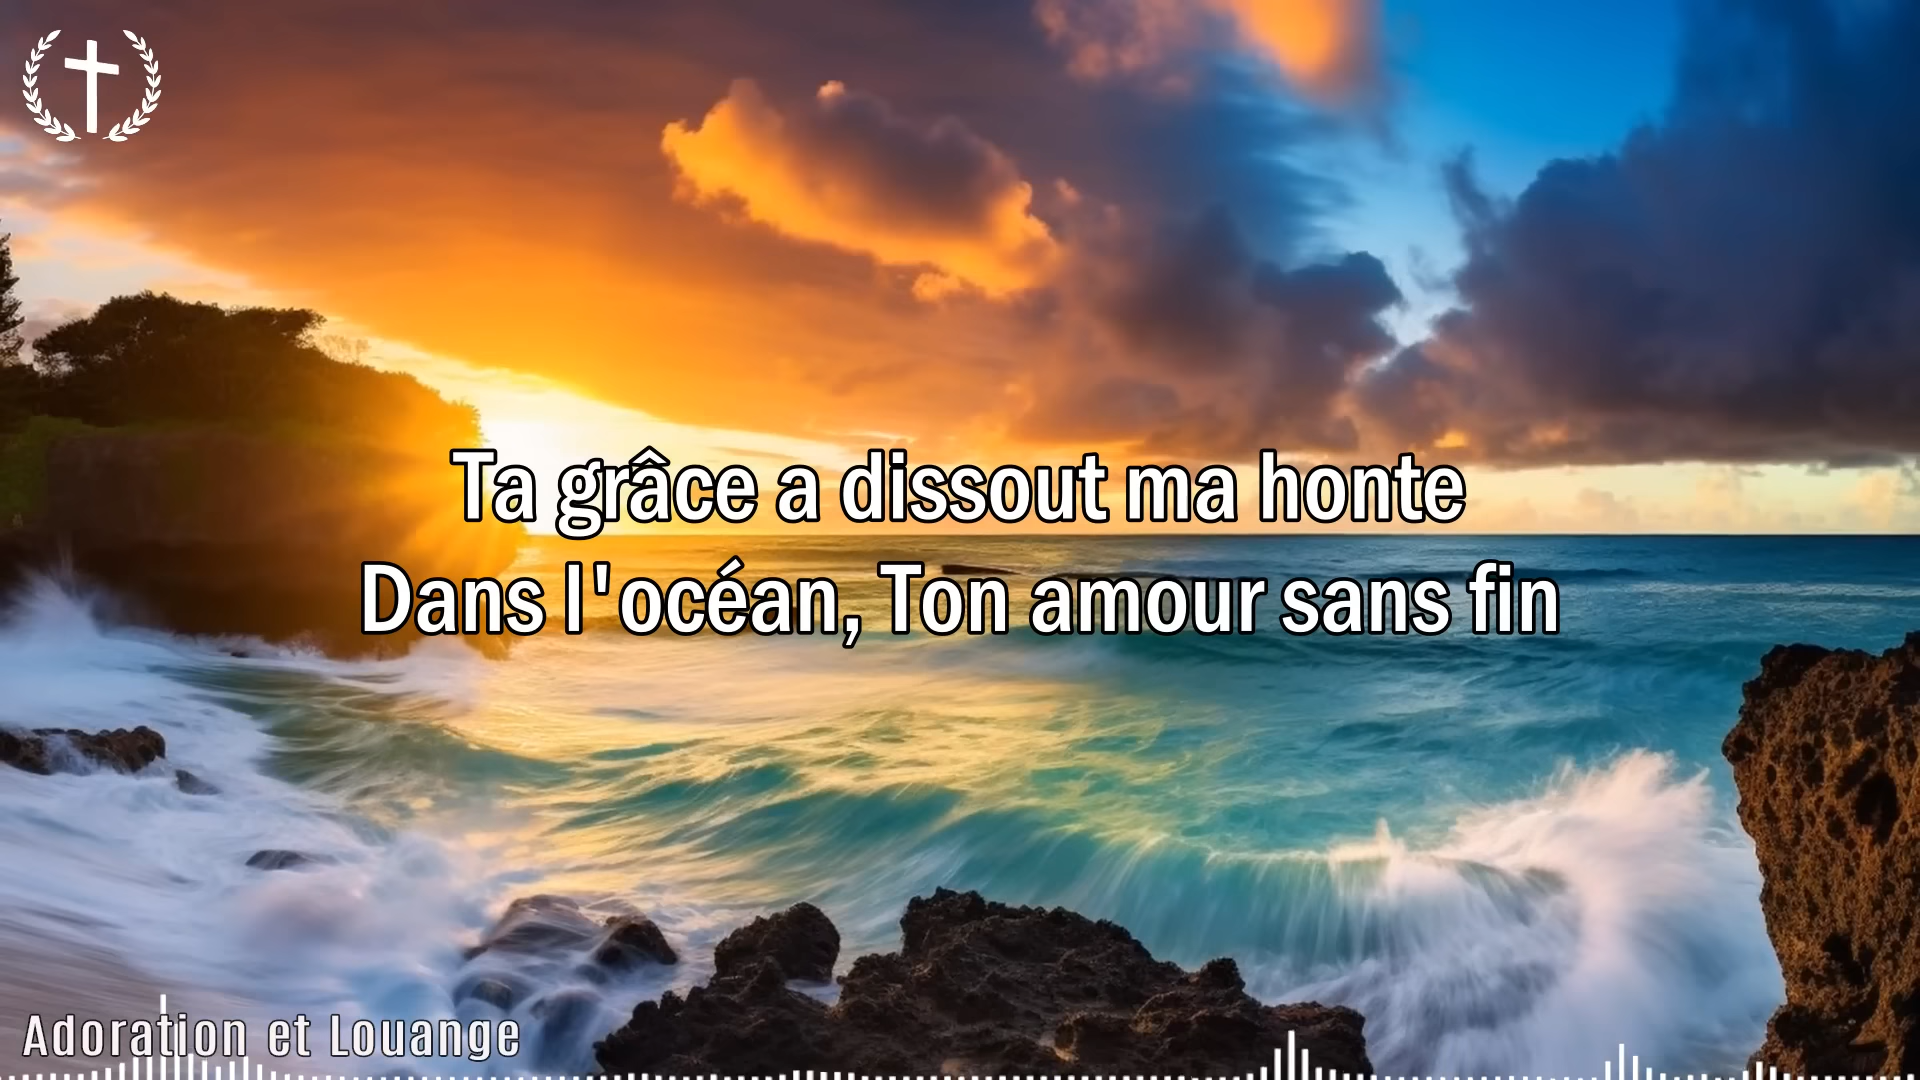 Ta grâce a dissout ma honte
Dans l'océan, Ton amour sans fin
Adoration et Louange